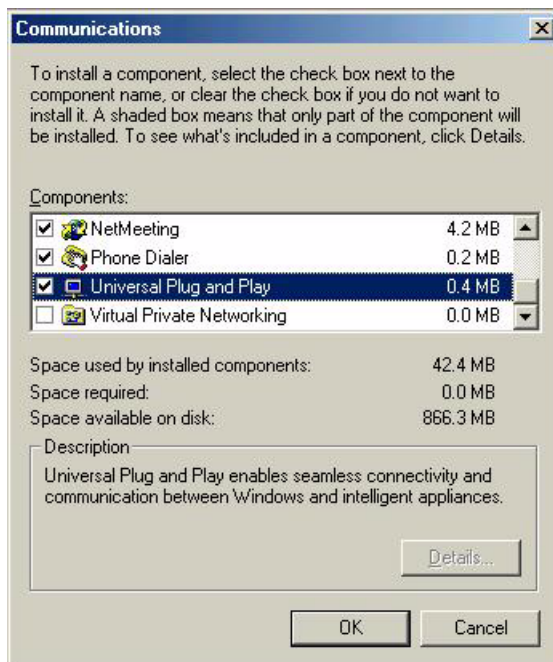 Communications
To install a component, select the check box next to the
component name, or clear the check box if you do not want to
install it. A shaded box means that only part of the component will
be installed. To see what's included in a component, click Details.
Components:
NetMeeting 4.2 MB
Phone Dialer 0.2 MB
Universal Plug and Play 0.4 MB
Virtual Private Networking 0.0 MB
Space used by installed components: 42.4 MB
Space required: 0.0 MB
Space available on disk: 866.3 MB
Description
Universal Plug and Play enables seamless connectivity and
communication between Windows and intelligent appliances.
Details...
OK Cancel